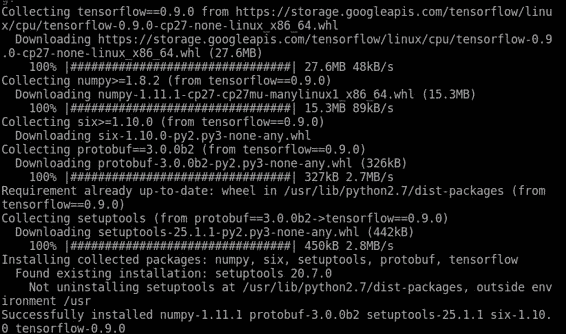 Collecting tensorflow==0.9.0 from https://storage.googleapis.com/tensorflow/linu
x/cpu/tensorflow-0.9.0-cp27-none-linux_x86_64.whl
  Downloading https://storage.googleapis.com/tensorflow/linux/cpu/tensorflow-0.9
.0-cp27-none-linux_x86_64.whl (27.6MB)
    100% |################################| 27.6MB 48kB/s
Collecting numpy>=1.8.2 (from tensorflow==0.9.0)
  Downloading numpy-1.11.1-cp27-cp27mu-manylinux1_x86_64.whl (15.3MB)
    100% |################################| 15.3MB 89kB/s
Collecting six>=1.10.0 (from tensorflow==0.9.0)
  Downloading six-1.10.0-py2.py3-none-any.whl
Collecting protobuf==3.0.0b2 (from tensorflow==0.9.0)
  Downloading protobuf-3.0.0b2-py2.py3-none-any.whl (326kB)
    100% |################################| 327kB 2.7MB/s
Requirement already up-to-date: wheel in /usr/lib/python2.7/dist-packages (from
tensorflow==0.9.0)
Collecting setuptools (from protobuf==3.0.0b2->tensorflow==0.9.0)
  Downloading setuptools-25.1.1-py2.py3-none-any.whl (442kB)
    100% |################################| 450kB 2.8MB/s
Installing collected packages: numpy, six, setuptools, protobuf, tensorflow
  Found existing installation: setuptools 20.7.0
    Not uninstalling setuptools at /usr/lib/python2.7/dist-packages, outside env
ironment /usr
Successfully installed numpy-1.11.1 protobuf-3.0.0b2 setuptools-25.1.1 six-1.10.
0 tensorflow-0.9.0